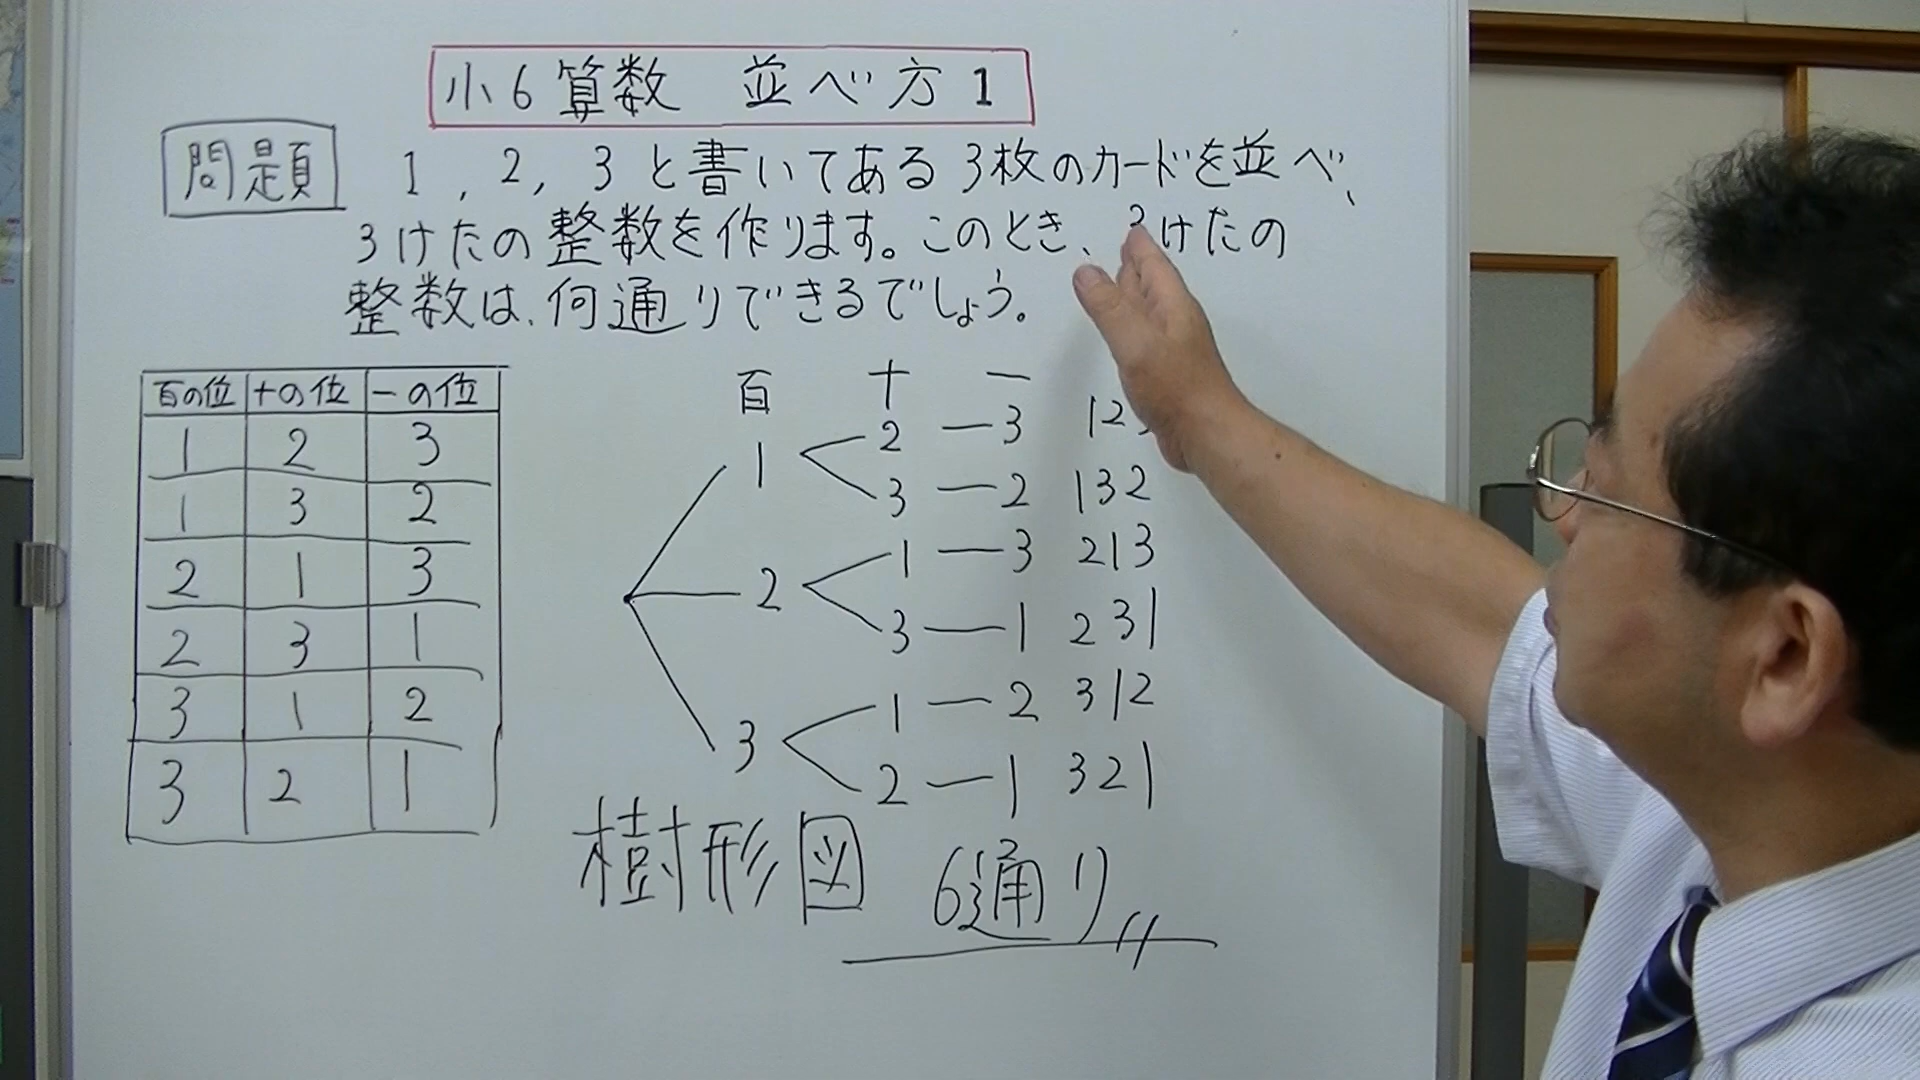 小6算数 並べ方1
問題 1, 2, 3と書いてある3枚のカードを並べ、
3けたの整数を作ります。このとき、3けたの
整数は、何通りできるでしょう。
百の位 十の位 一の位
1 2 3
1 3 2
2 1 3
2 3 1
3 1 2
3 2 1
百 十 一
1 2 — 3 123
3 — 2 132
2 1 — 3 213
3 — 1 231
3 1 — 2 312
2 — 1 321
樹形図 6通り